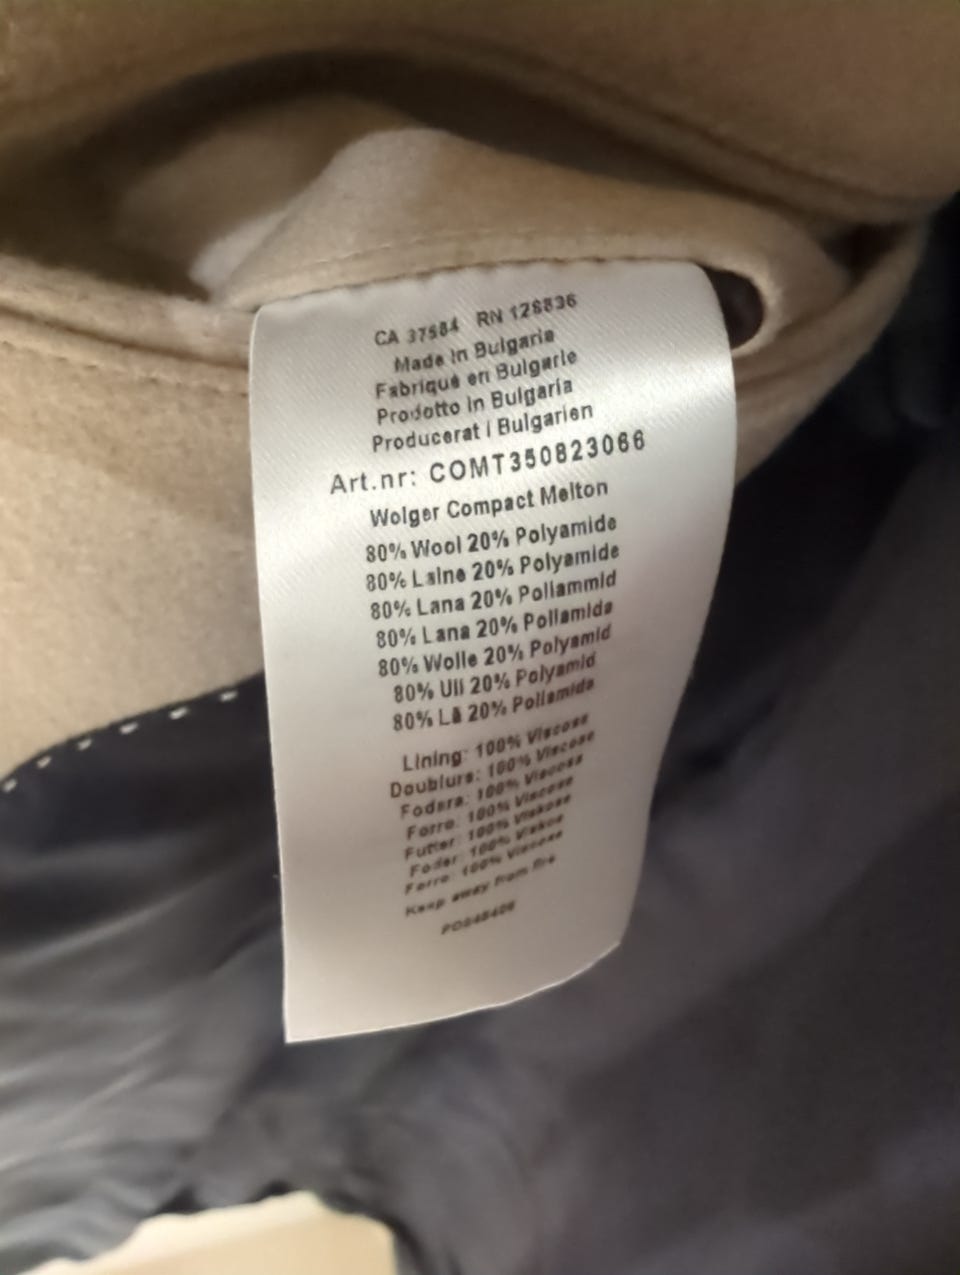 CA 37584 RN 128836
Made in Bulgaria
Fabriqué en Bulgarie
Prodotto in Bulgaria
Producerat i Bulgarien
Art.nr: COMT350823066
Wolger Compact Melton
80% Wool 20% Polyamide
80% Laine 20% Polyamide
80% Lana 20% Poliammid
80% Lana 20% Poliamida
80% Wolle 20% Polyamid
80% Ull 20% Polyamid
80% Lã 20% Poliamida
Lining: 100% Viscose
Doublure: 100% Viscose
Fodera: 100% Viscosa
Forro: 100% Viscose
Futter: 100% Viskose
Foder: 100% Viskos
Forro: 100% Viscose
Keep away from fire